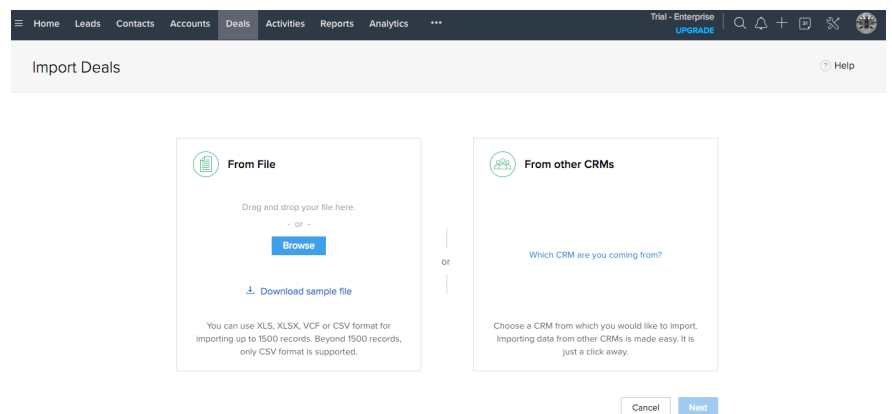 Home Leads Contacts Accounts Deals Activities Reports Analytics •••
Trial - Enterprise
UPGRADE
Import Deals
? Help
From File
Drag and drop your file here.
- or -
Browse
Download sample file
You can use XLS, XLSX, VCF or CSV format for
importing up to 1500 records. Beyond 1500 records,
only CSV format is supported.
or
From other CRMs
Which CRM are you coming from?
Choose a CRM from which you would like to import.
Importing data from other CRMs is made easy. It is
just a click away.
Cancel Next